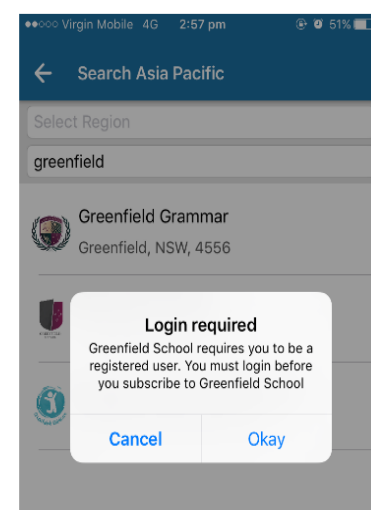 Virgin Mobile 4G 2:57 pm 51%
Search Asia Pacific
Select Region
greenfield
Greenfield Grammar
Greenfield, NSW, 4556
Login required
Greenfield School requires you to be a
registered user. You must login before
you subscribe to Greenfield School
Cancel Okay